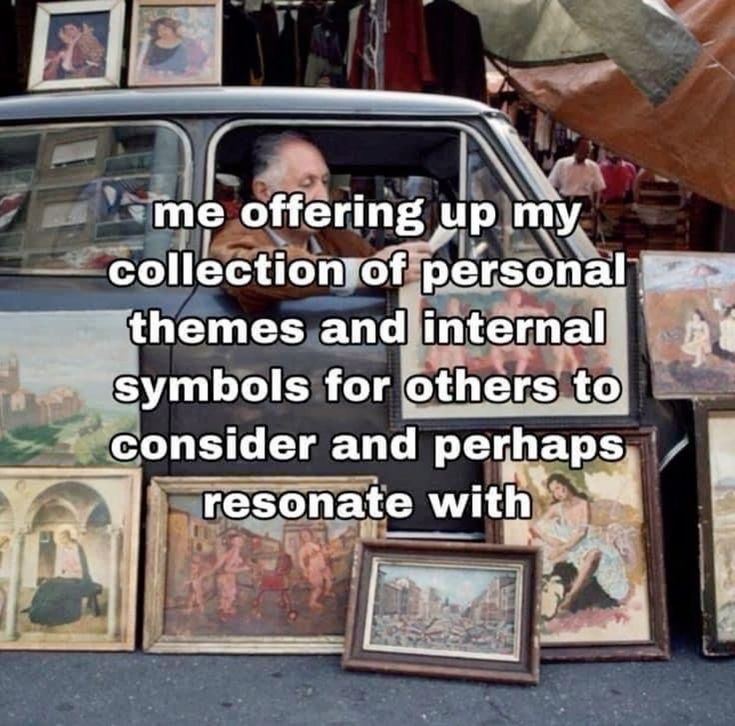 me offering up my
collection of personal
themes and internal
symbols for others to
consider and perhaps
resonate with